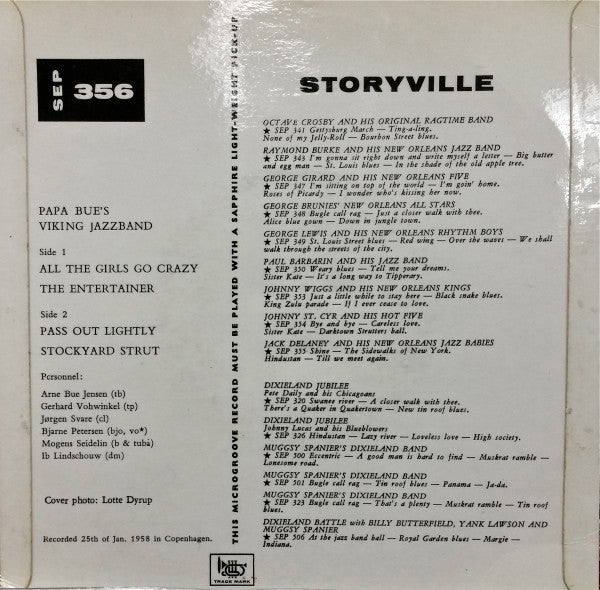 SEP 356
PAPA BUE'S
VIKING JAZZBAND
Side 1
ALL THE GIRLS GO CRAZY
THE ENTERTAINER
Side 2
PASS OUT LIGHTLY
STOCKYARD STRUT
Personnel:
Arne Bue Jensen (tb)
Gerhard Vohwinkel (tp)
Jørgen Svare (cl)
Bjarne Petersen (bjo, vo*)
Mogens Seidelin (b & tuba)
Ib Lindschouw (dm)
Cover photo: Lotte Dyrup
Recorded 25th of Jan. 1958 in Copenhagen.
THIS MICROGROOVE RECORD MUST BE PLAYED WITH A SAPPHIRE LIGHT-WEIGHT PICK-UP
STORYVILLE
OCTAVE CROSBY AND HIS ORIGINAL RAGTIME BAND
★ SEP 341 Gettysburg March — Ting-a-ling.
None of my Jelly-Roll — Bourbon Street blues.
RAYMOND BURKE AND HIS NEW ORLEANS JAZZ BAND
★ SEP 343 I'm gonna sit right down and write myself a letter — Big butter
and egg man — St. Louis blues — In the shade of the old apple tree.
GEORGE GIRARD AND HIS NEW ORLEANS FIVE
★ SEP 347 I'm sitting on top of the world — I'm goin' home.
Roses of Picardy — I wonder who's kissing her now.
GEORGE BRUNIES' NEW ORLEANS ALL STARS
★ SEP 348 Bugle call rag — Just a closer walk with thee.
Alice blue gown — Down in jungle town.
GEORGE LEWIS AND HIS NEW ORLEANS RHYTHM BOYS
★ SEP 349 St. Louis Street blues — Red wing — Over the waves — We shall
walk through the streets of the city.
PAUL BARBARIN AND HIS JAZZ BAND
★ SEP 350 Weary blues — Tell me your dreams.
Sister Kate — It's a long way to Tipperary.
JOHNNY WIGGS AND HIS NEW ORLEANS KINGS
★ SEP 353 Just a little while to stay here — Black snake blues.
King Zulu parade — If I ever cease to love.
JOHNNY ST. CYR AND HIS HOT FIVE
★ SEP 354 Bye and bye — Careless love.
Sister Kate — Darktown Strutters ball.
JACK DELANEY AND HIS NEW ORLEANS JAZZ BABIES
★ SEP 355 Shine — The Sidewalks of New York.
Hindustan — Till we meet again.
DIXIELAND JUBILEE
Pete Daily and his Chicagoans
★ SEP 320 Swanee river — A closer walk with thee.
There's a Quaker in Quakertown — New tin roof blues.
DIXIELAND JUBILEE
Johnny Lucas and his Blueblowers
★ SEP 326 Hindustan — Lazy river — Loveless love — High society.
MUGGSY SPANIER'S DIXIELAND BAND
★ SEP 500 Eccentric — A good man is hard to find — Muskrat ramble —
Lonesome road.
MUGGSY SPANIER'S DIXIELAND BAND
★ SEP 501 Bugle call rag — Tin roof blues — Panama — Ja-da.
MUGGSY SPANIER'S DIXIELAND BAND
★ SEP 323 Bugle call rag — That's a plenty — Muskrat ramble — Tin roof
blues.
DIXIELAND BATTLE with BILLY BUTTERFIELD, YANK LAWSON AND
MUGGSY SPANIER
★ SEP 506 At the jazz band ball — Royal Garden blues — Margie —
Indiana.
TRADE MARK